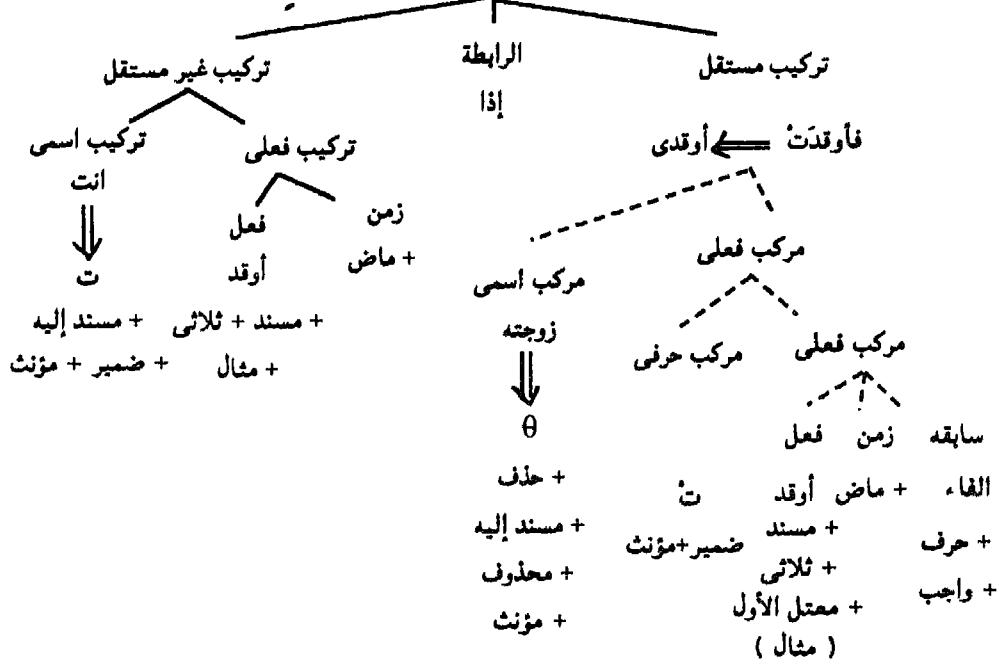 تركيب مستقل
الرابطة
تركيب غير مستقل
إذا
فأوقدَتْ
أوقدى
تركيب فعلى
تركيب اسمى
انت
زمن
فعل
مركب فعلى
+ ماض
أوقد
ت
مركب اسمى
زوجته
+ مسند + ثلاثى
+ مسند إليه
مركب فعلى
مركب حرفى
+ مثال
+ ضمير + مؤنث
θ
سابقه
زمن
فعل
+ حذف
الفاء
+ ماض
أوقد
تْ
+ مسند إليه
+ حرف
+ مسند
ضمير+مؤنث
+ محذوف
+ ثلاثى
+ واجب
+ معتل الأول
+ مؤنث
( مثال )